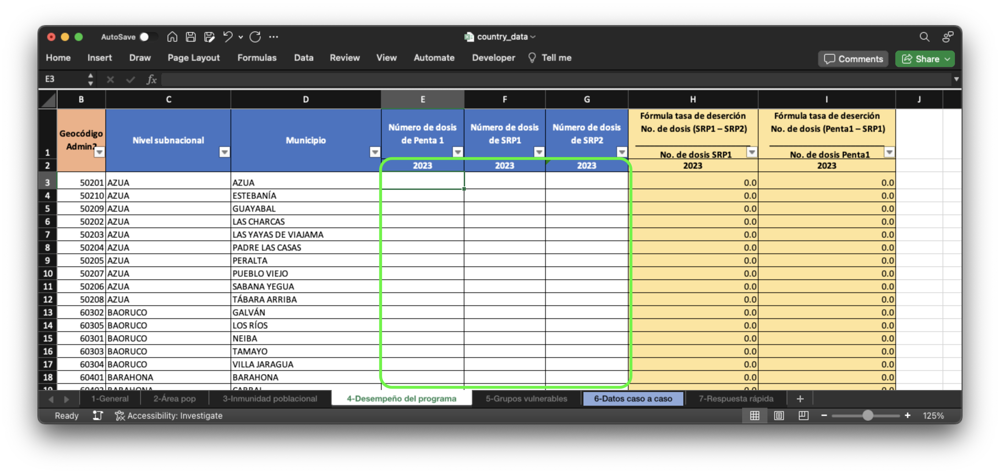 AutoSave
country_data
Home Insert Draw Page Layout Formulas Data Review View Automate Developer Tell me Comments Share
E3 fx
B C D E F G H I J
1 Geocódigo Admin2 Nivel subnacional Municipio Número de dosis de Penta 1 Número de dosis de SRP1 Número de dosis de SRP2 Fórmula tasa de deserción No. de dosis (SRP1 – SRP2) No. de dosis SRP1 Fórmula tasa de deserción No. de dosis (Penta1 – SRP1) No. de dosis Penta1
2 2023 2023 2023 2023 2023
3 50201 AZUA AZUA 0.0 0.0
4 50210 AZUA ESTEBANÍA 0.0 0.0
5 50209 AZUA GUAYABAL 0.0 0.0
6 50202 AZUA LAS CHARCAS 0.0 0.0
7 50203 AZUA LAS YAYAS DE VIAJAMA 0.0 0.0
8 50204 AZUA PADRE LAS CASAS 0.0 0.0
9 50205 AZUA PERALTA 0.0 0.0
10 50207 AZUA PUEBLO VIEJO 0.0 0.0
11 50206 AZUA SABANA YEGUA 0.0 0.0
12 50208 AZUA TÁBARA ARRIBA 0.0 0.0
13 60302 BAORUCO GALVÁN 0.0 0.0
14 60305 BAORUCO LOS RÍOS 0.0 0.0
15 60301 BAORUCO NEIBA 0.0 0.0
16 60303 BAORUCO TAMAYO 0.0 0.0
17 60304 BAORUCO VILLA JARAGUA 0.0 0.0
18 60401 BARAHONA BARAHONA 0.0 0.0
19 60402 BARAHONA CABRAL 0.0 0.0
1-General 2-Área pop 3-Inmunidad poblacional 4-Desempeño del programa 5-Grupos vulnerables 6-Datos caso a caso 7-Respuesta rápida
Ready Accessibility: Investigate 125%